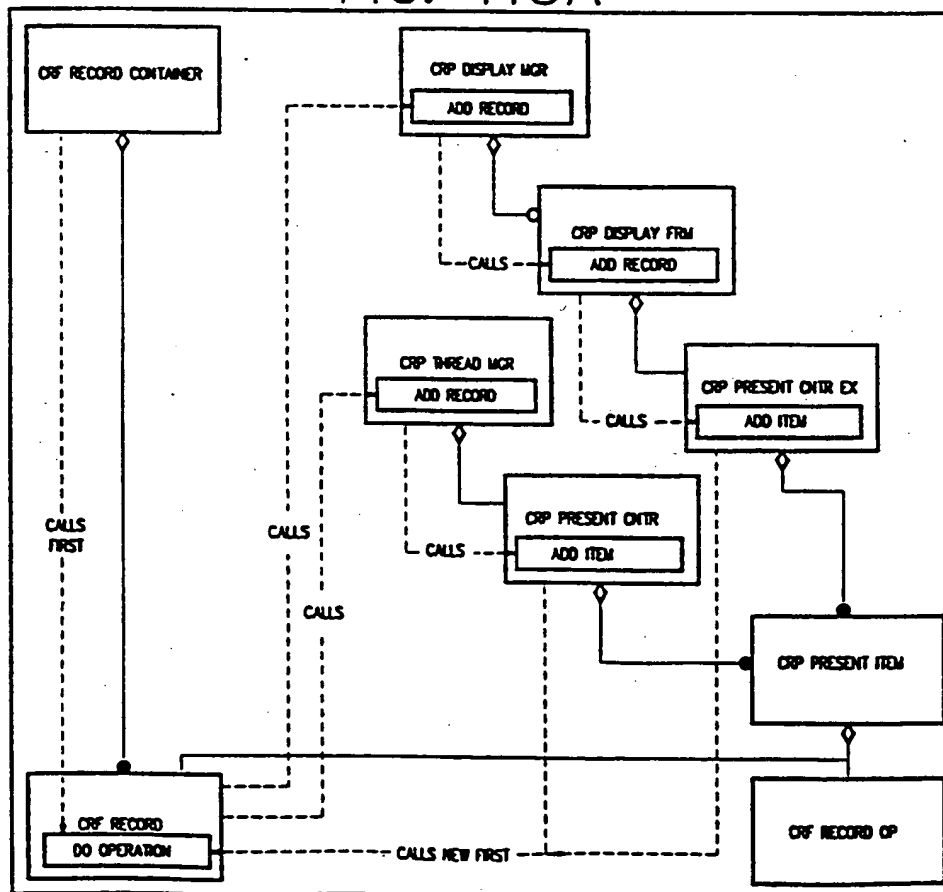 CRF RECORD CONTAINER
CRP DISPLAY MGR
ADD RECORD
CRP DISPLAY FRM
CALLS
ADD RECORD
CRP THREAD MGR
ADD RECORD
CRP PRESENT CNTR EX
CALLS
ADD ITEM
CRP PRESENT CNTR
CALLS
ADD ITEM
CALLS
FIRST
CALLS
CALLS
CRP PRESENT ITEM
CRF RECORD
DO OPERATION
CALLS NEW FIRST
CRF RECORD OP